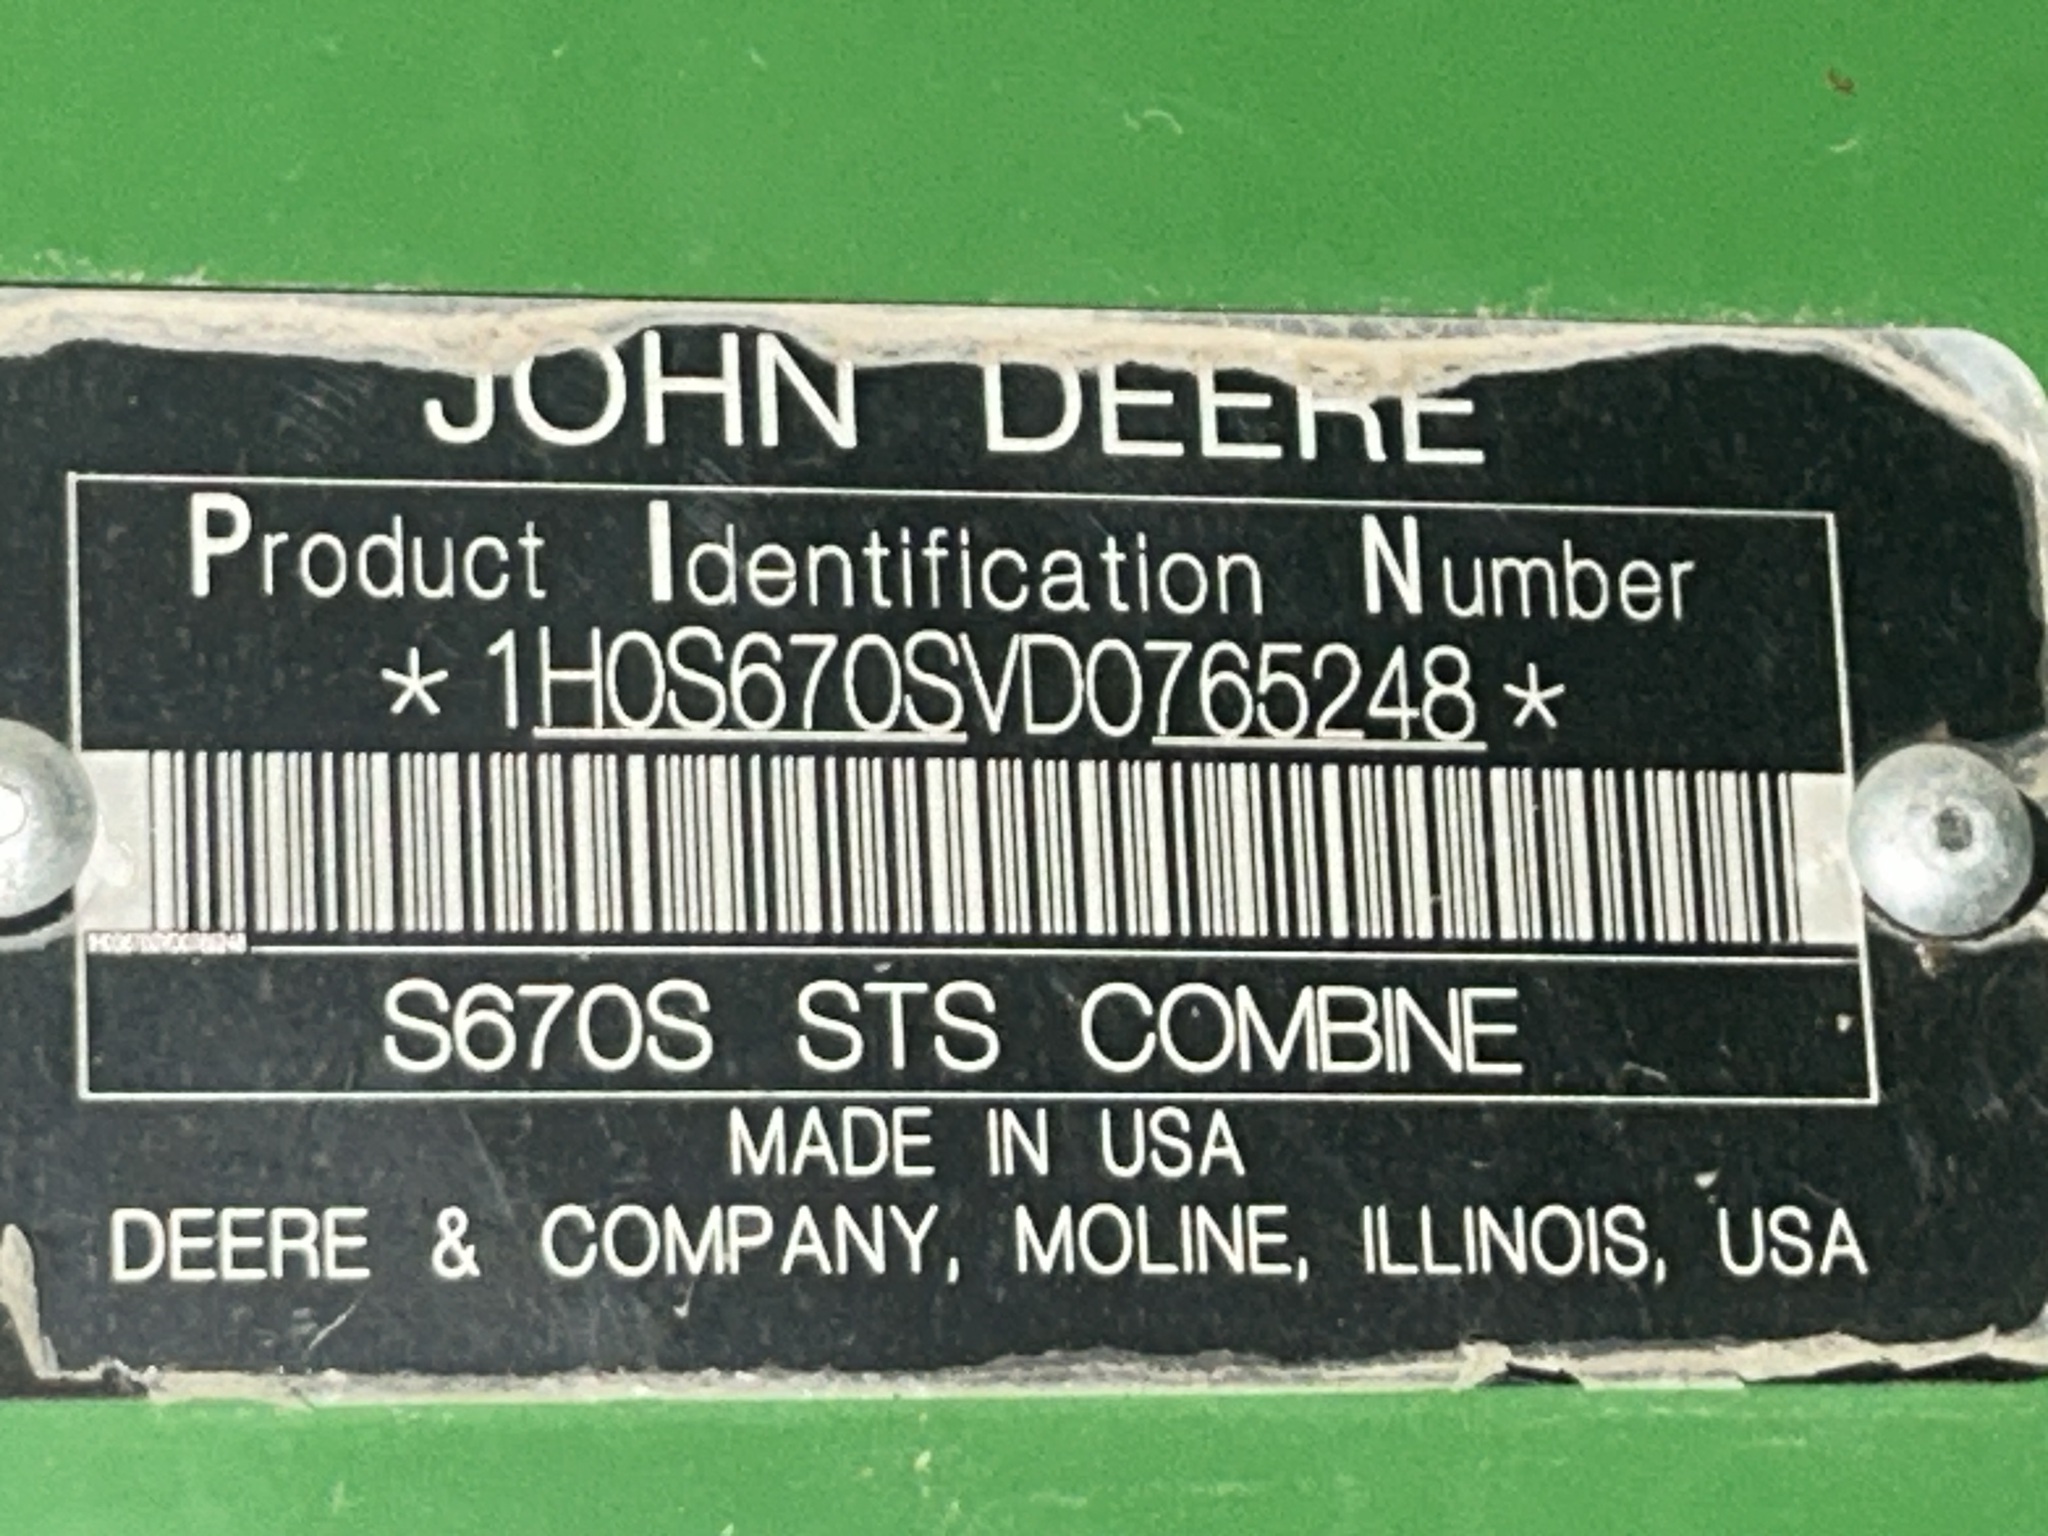 JOHN DEERE
Product Identification Number
*1H0S670SVD0765248*
S670S STS COMBINE
MADE IN USA
DEERE & COMPANY, MOLINE, ILLINOIS, USA